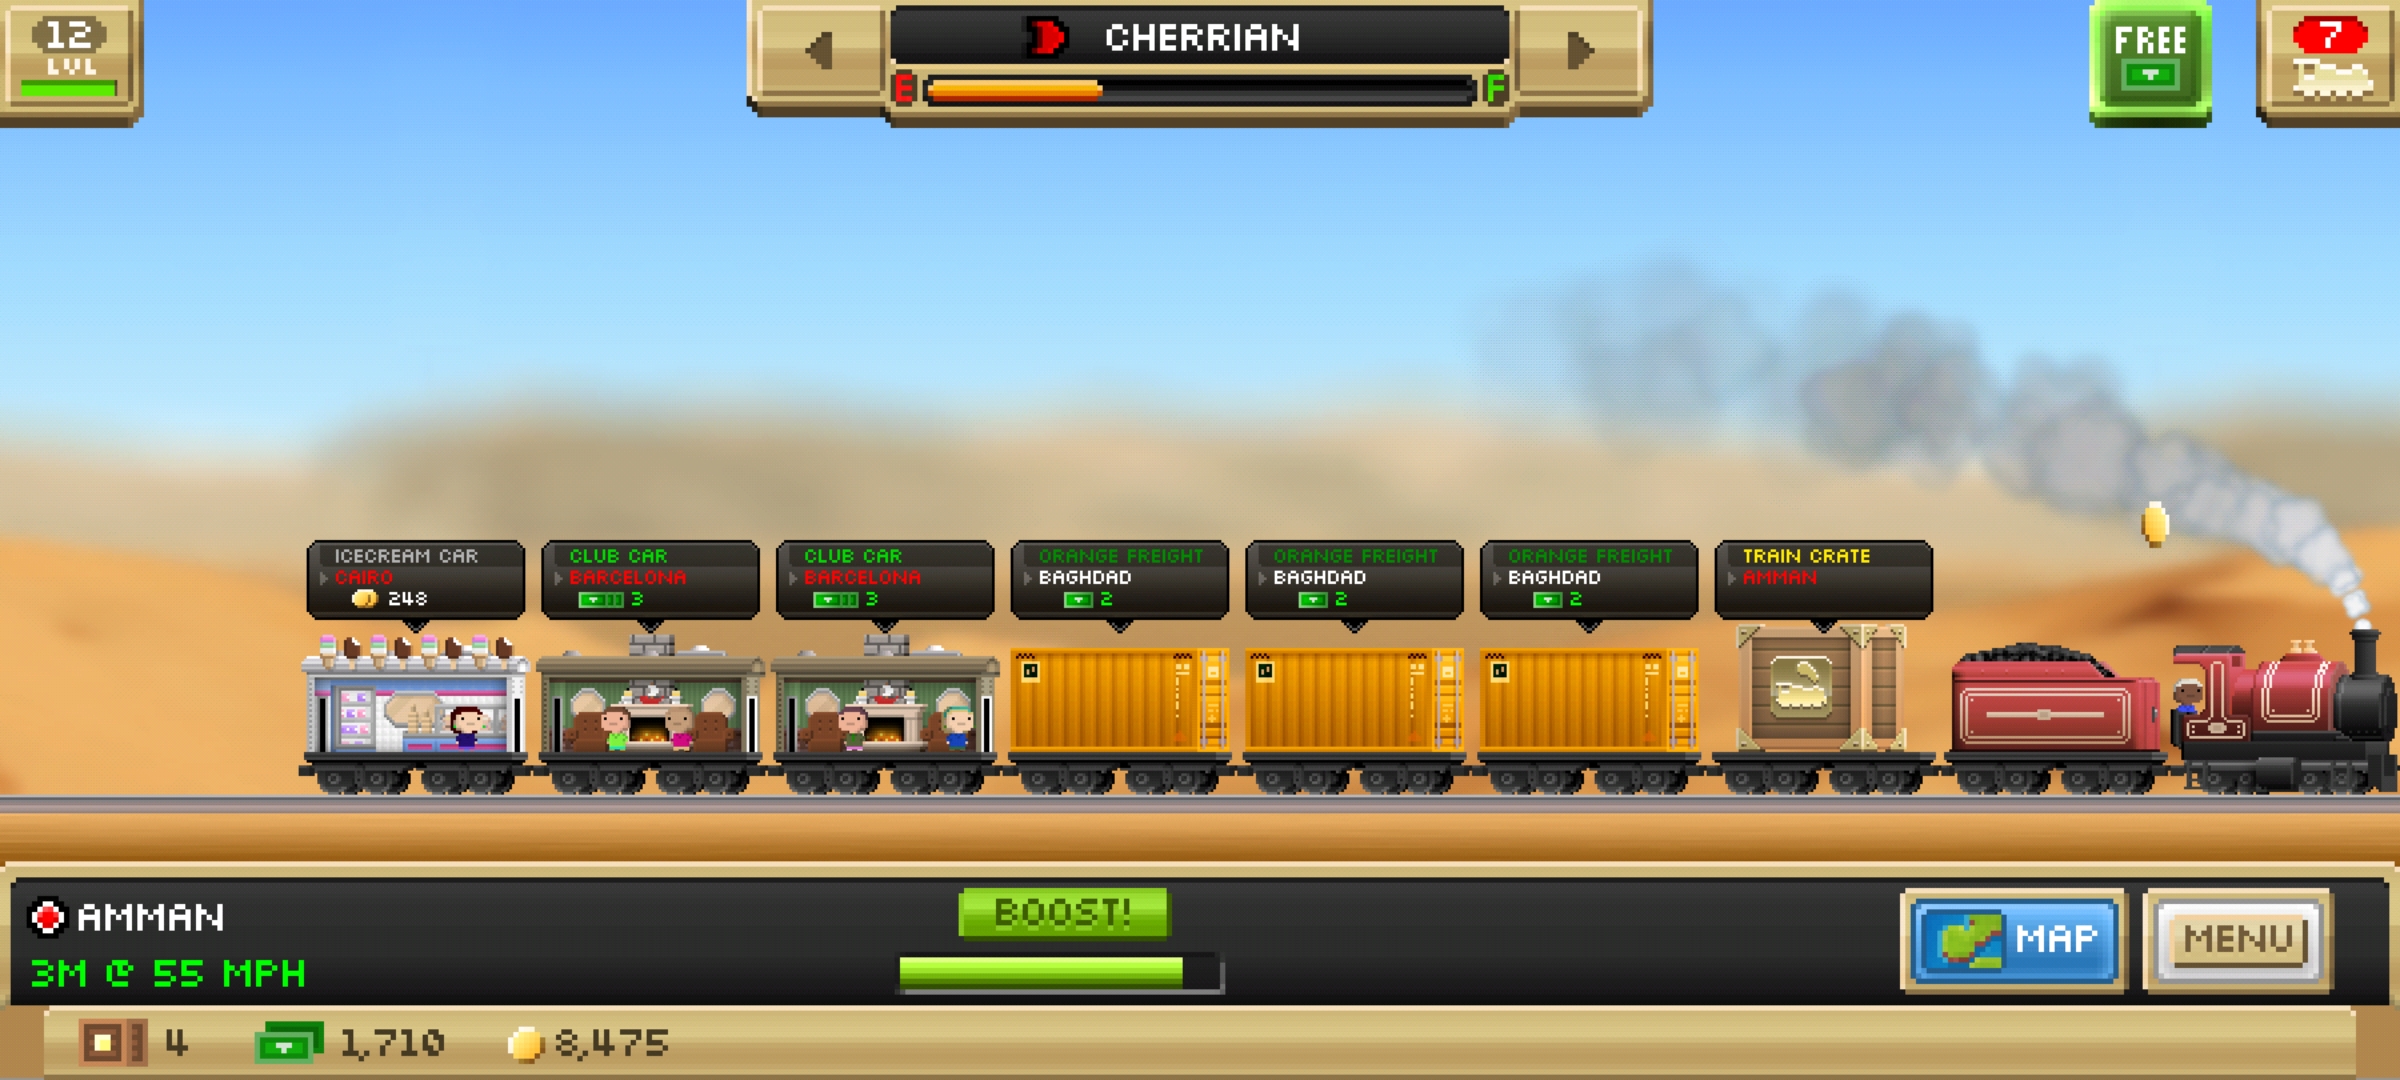 12
LVL
CHERRIAN
E F
FREE
7
ICECREAM CAR
CAIRO
248
CLUB CAR
BARCELONA
3
CLUB CAR
BARCELONA
3
ORANGE FREIGHT
BAGHDAD
2
ORANGE FREIGHT
BAGHDAD
2
ORANGE FREIGHT
BAGHDAD
2
TRAIN CRATE
AMMAN
AMMAN
3M @ 55 MPH
BOOST!
MAP
MENU
4
1,710
8,475